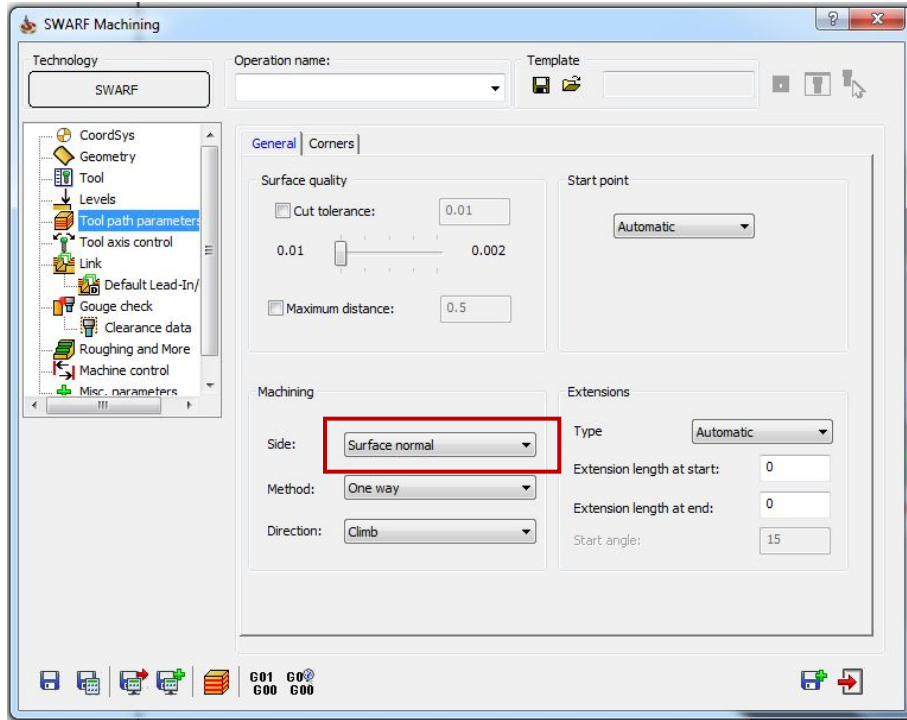 SWARF Machining
Technology
SWARF
Operation name:
Template
CoordSys
Geometry
Tool
Levels
Tool path parameters
Tool axis control
Link
Default Lead-In/
Gouge check
Clearance data
Roughing and More
Machine control
Misc. parameters
General Corners
Surface quality
Cut tolerance: 0.01
0.01 0.002
Maximum distance: 0.5
Start point
Automatic
Machining
Side: Surface normal
Method: One way
Direction: Climb
Extensions
Type Automatic
Extension length at start: 0
Extension length at end: 0
Start angle: 15
G01 G0
G00 G00